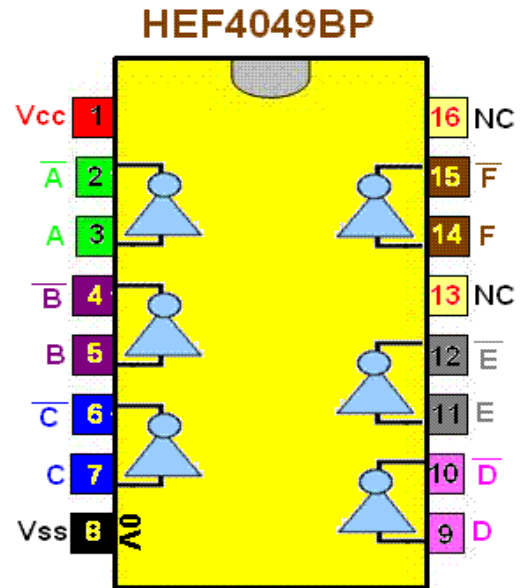 HEF4049BP
Vcc 1 16 NC
A̅ 2 15 F̅
A 3 14 F
B̅ 4 13 NC
B 5 12 E̅
C̅ 6 11 E
C 7 10 D̅
Vss 8 0V 9 D